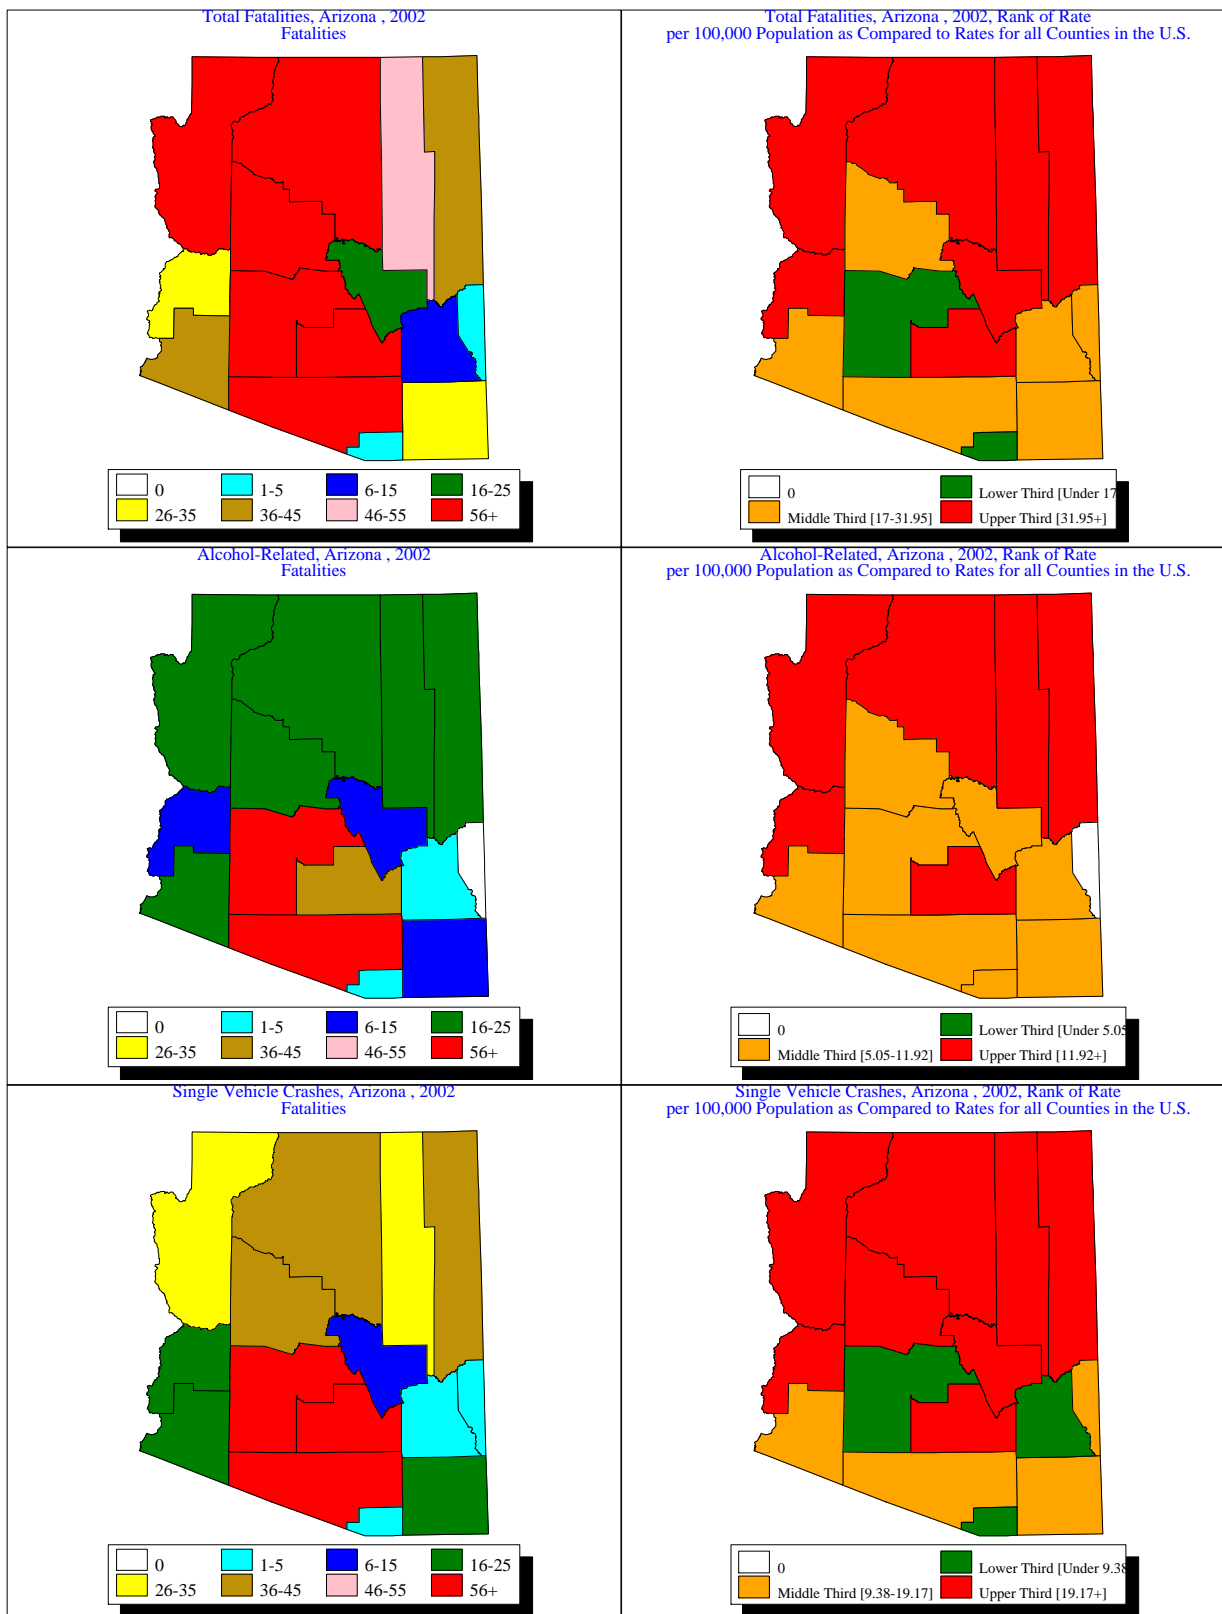 Total Fatalities, Arizona , 2002
Fatalities
0
1-5
6-15
16-25
26-35
36-45
46-55
56+
Total Fatalities, Arizona , 2002, Rank of Rate
per 100,000 Population as Compared to Rates for all Counties in the U.S.
0
Lower Third [Under 17
Middle Third [17-31.95]
Upper Third [31.95+]
Alcohol-Related, Arizona , 2002
Fatalities
0
1-5
6-15
16-25
26-35
36-45
46-55
56+
Alcohol-Related, Arizona , 2002, Rank of Rate
per 100,000 Population as Compared to Rates for all Counties in the U.S.
0
Lower Third [Under 5.05
Middle Third [5.05-11.92]
Upper Third [11.92+]
Single Vehicle Crashes, Arizona , 2002
Fatalities
0
1-5
6-15
16-25
26-35
36-45
46-55
56+
Single Vehicle Crashes, Arizona , 2002, Rank of Rate
per 100,000 Population as Compared to Rates for all Counties in the U.S.
0
Lower Third [Under 9.38
Middle Third [9.38-19.17]
Upper Third [19.17+]